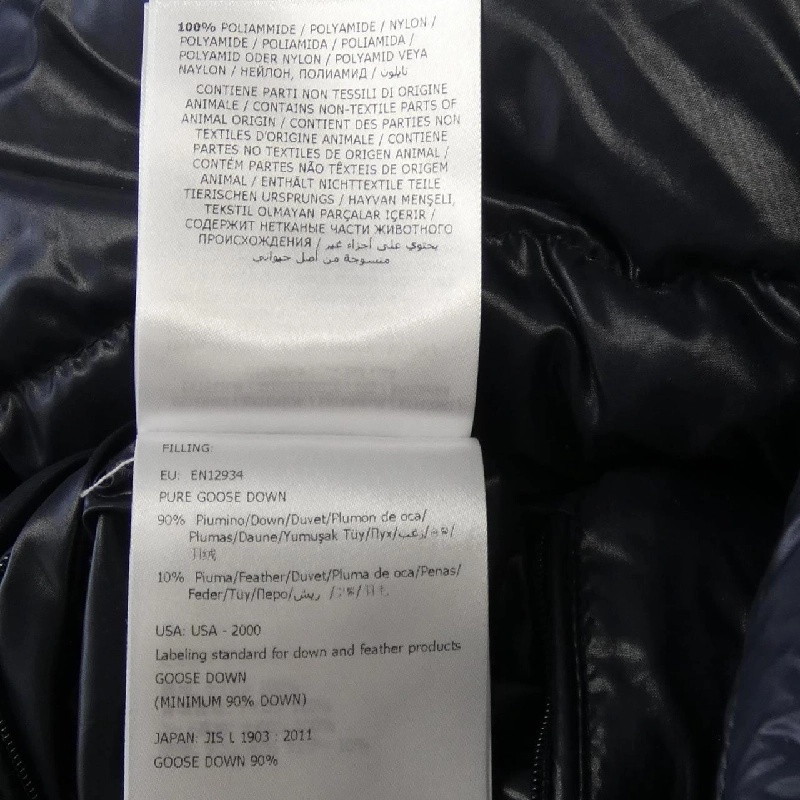 100% POLIAMMIDE / POLYAMIDE / NYLON /
POLYAMIDE / POLIAMIDA / POLIAMIDA /
POLYAMID ODER NYLON / POLYAMID VEYA
NAYLON / НЕЙЛОН, ПОЛИАМИД / نايلون
CONTIENE PARTI NON TESSILI DI ORIGINE
ANIMALE / CONTAINS NON-TEXTILE PARTS OF
ANIMAL ORIGIN / CONTIENT DES PARTIES NON
TEXTILES D'ORIGINE ANIMALE / CONTIENE
PARTES NO TEXTILES DE ORIGEN ANIMAL /
CONTÉM PARTES NÃO TÊXTEIS DE ORIGEM
ANIMAL / ENTHÄLT NICHTTEXTILE TEILE
TIERISCHEN URSPRUNGS / HAYVAN MENŞELİ,
TEKSTIL OLMAYAN PARÇALAR IÇERIR /
СОДЕРЖИТ НЕТКАНЫЕ ЧАСТИ ЖИВОТНОГО
ПРОИСХОЖДЕНИЯ / يحتوي على أجزاء غير
منسوجة من أصل حيواني
FILLING:
EU: EN12934
PURE GOOSE DOWN
90% Piumino/Down/Duvet/Plumon de oca/
Plumas/Daune/Yumuşak Tüy/Пух/زغب/
10% Piuma/Feather/Duvet/Pluma de oca/Penas/
Feder/Tüy/Перо/ريش /
USA: USA - 2000
Labeling standard for down and feather products
GOOSE DOWN
(MINIMUM 90% DOWN)
JAPAN: JIS L 1903 : 2011
GOOSE DOWN 90%